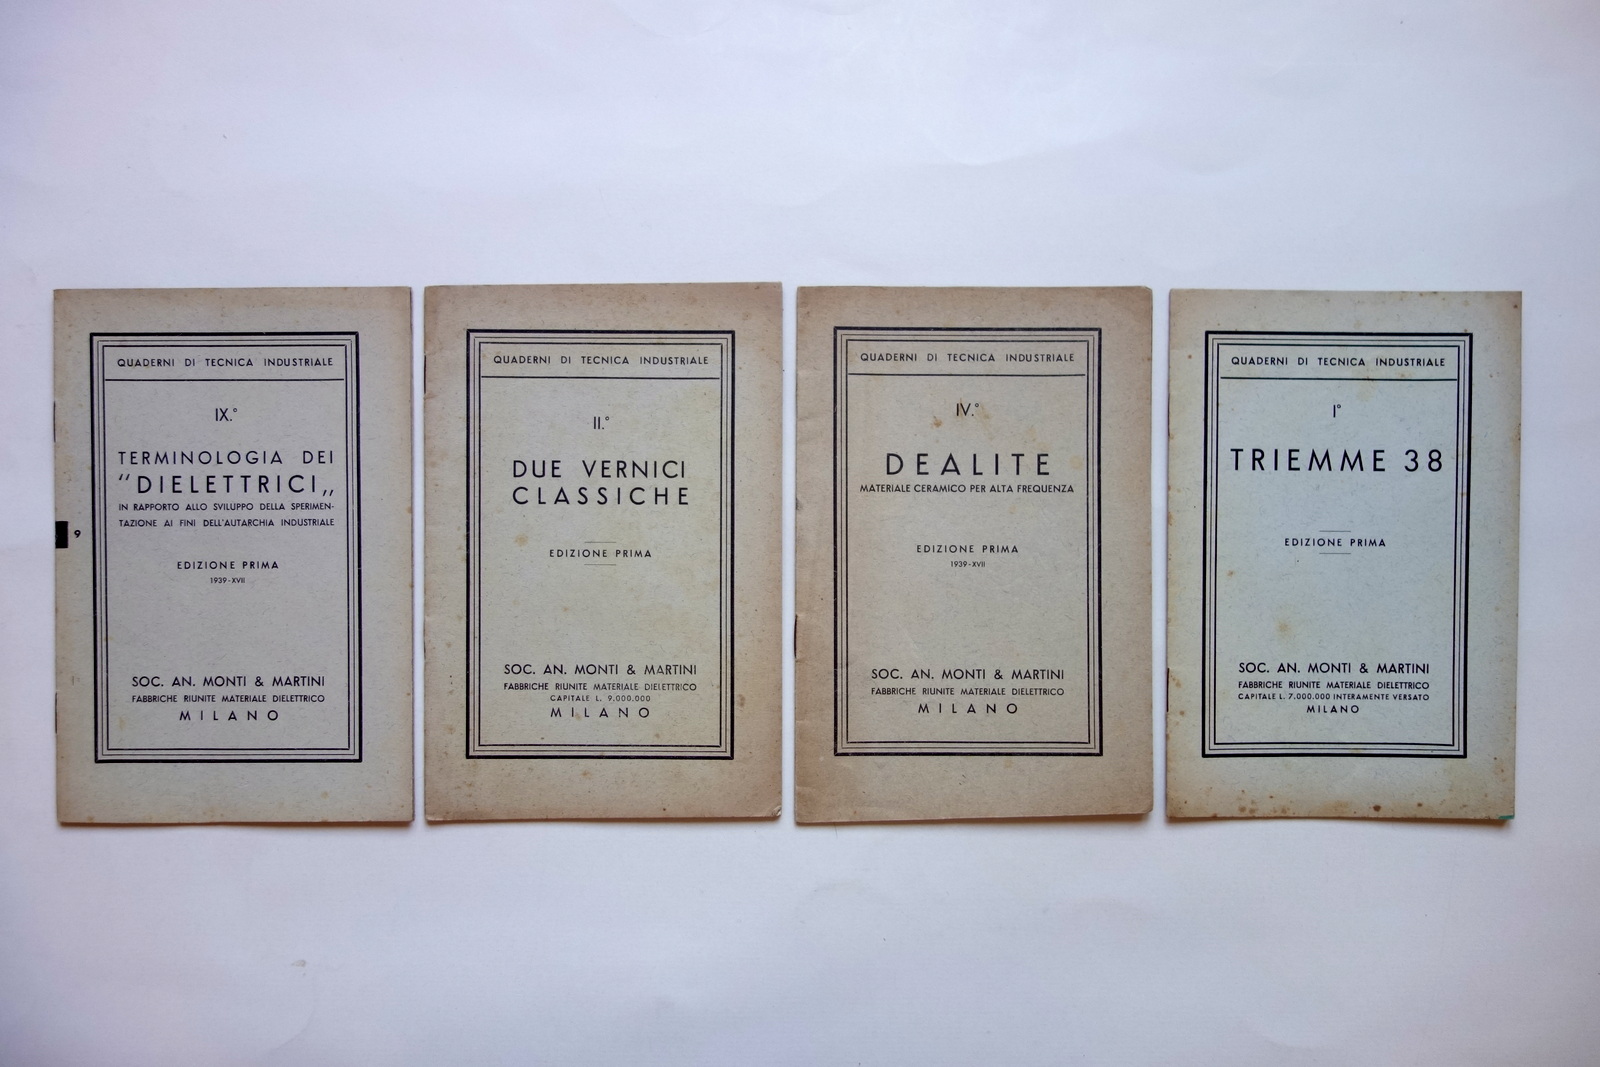 QUADERNI DI TECNICA INDUSTRIALE
IX.°
TERMINOLOGIA DEI
"DIELETTRICI„
IN RAPPORTO ALLO SVILUPPO DELLA SPERIMEN-
TAZIONE AI FINI DELL'AUTARCHIA INDUSTRIALE
EDIZIONE PRIMA
1939-XVII
SOC. AN. MONTI & MARTINI
FABBRICHE RIUNITE MATERIALE DIELETTRICO
MILANO
9
QUADERNI DI TECNICA INDUSTRIALE
II.°
DUE VERNICI
CLASSICHE
EDIZIONE PRIMA
SOC. AN. MONTI & MARTINI
FABBRICHE RIUNITE MATERIALE DIELETTRICO
CAPITALE L. 9.000.000
MILANO
QUADERNI DI TECNICA INDUSTRIALE
IV.°
DEALITE
MATERIALE CERAMICO PER ALTA FREQUENZA
EDIZIONE PRIMA
1939-XVII
SOC. AN. MONTI & MARTINI
FABBRICHE RIUNITE MATERIALE DIELETTRICO
MILANO
QUADERNI DI TECNICA INDUSTRIALE
I°
TRIEMME 38
EDIZIONE PRIMA
SOC. AN. MONTI & MARTINI
FABBRICHE RIUNITE MATERIALE DIELETTRICO
CAPITALE L. 7.000.000 INTERAMENTE VERSATO
MILANO